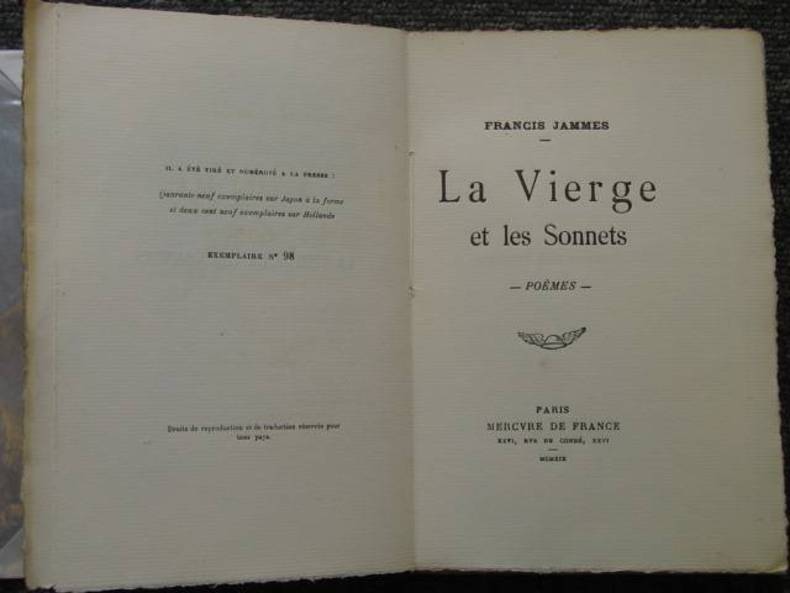 IL A ÉTÉ TIRÉ ET NUMÉROTÉ A LA PRESSE :
Quarante-neuf exemplaires sur Japon à la forme
et deux cent neuf exemplaires sur Hollande
EXEMPLAIRE N° 98
Droits de reproduction et de traduction réservés pour
tous pays.
FRANCIS JAMMES
La Vierge
et les Sonnets
— POÈMES —
PARIS
MERCVRE DE FRANCE
XXVI, RVE DE CONDÉ, XXVI
MCMXIX